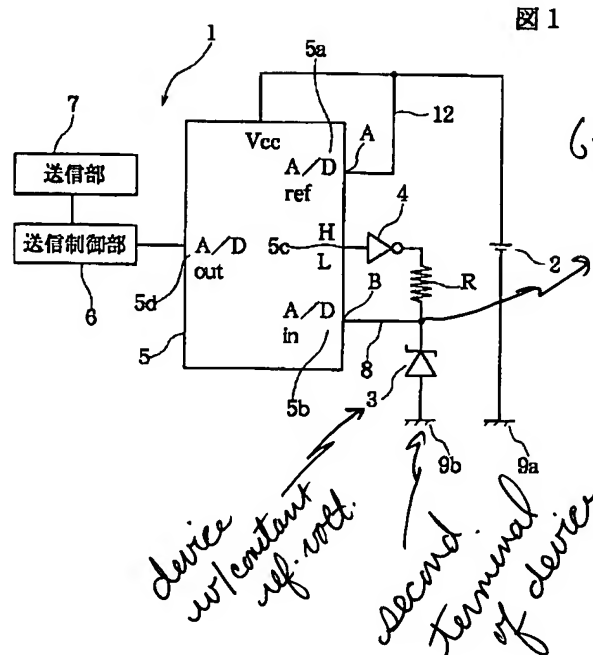 図1
1
5a
7
12
Vcc
A
送信部
A/D
ref
4
H
5c
L
2
送信制御部
A/D
out
R
5d
B
6
A/D
in
5
8
3
5b
9b
9a
device
w/constant
ref. volt.
second
terminal
of device